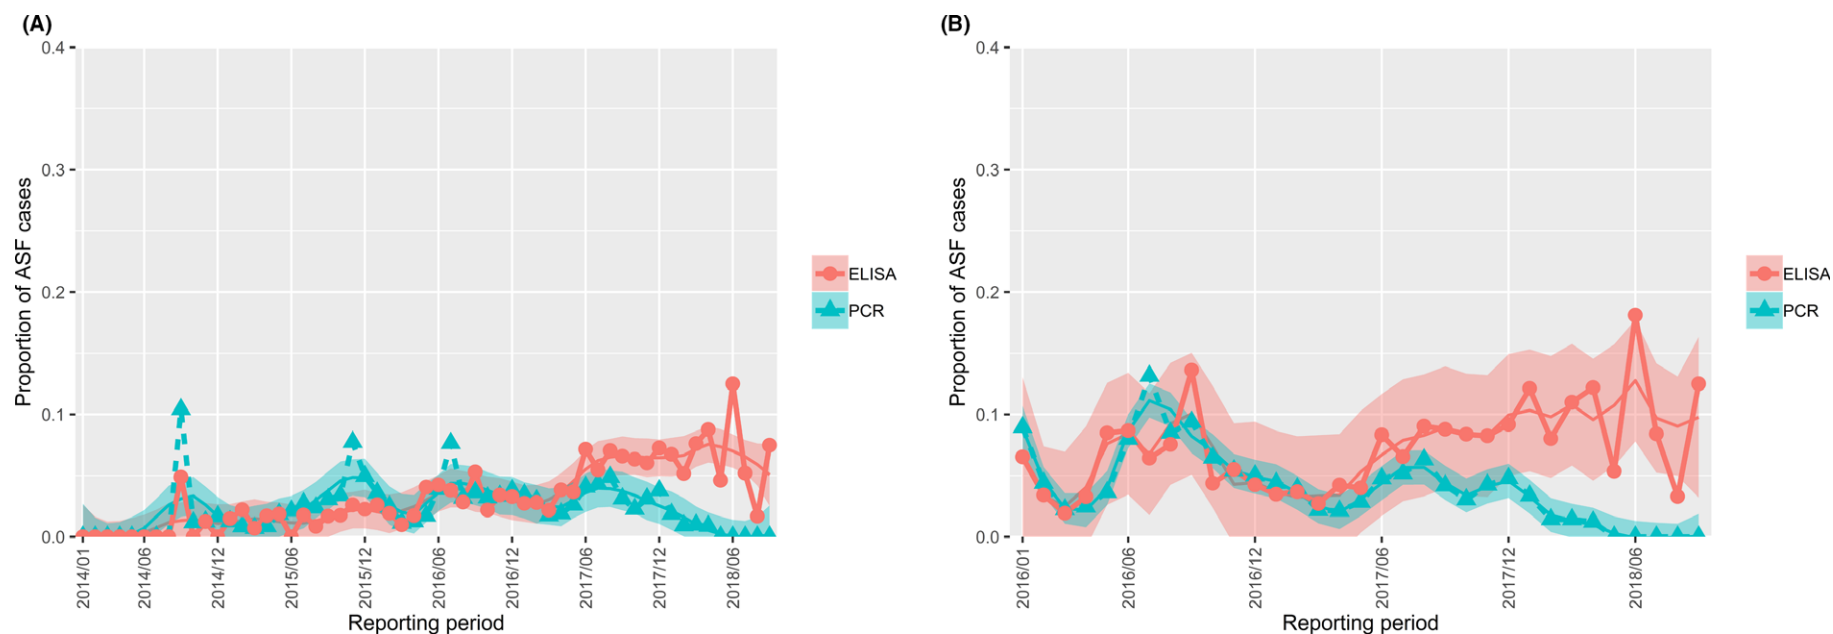 (A)
0.4
0.3
0.2
0.1
0.0
Proportion of ASF cases
2014/01
2014/06
2014/12
2015/06
2015/12
2016/06
2016/12
2017/06
2017/12
2018/06
Reporting period
ELISA
PCR
(B)
0.4
0.3
0.2
0.1
0.0
Proportion of ASF cases
2016/01
2016/06
2016/12
2017/06
2017/12
2018/06
Reporting period
ELISA
PCR